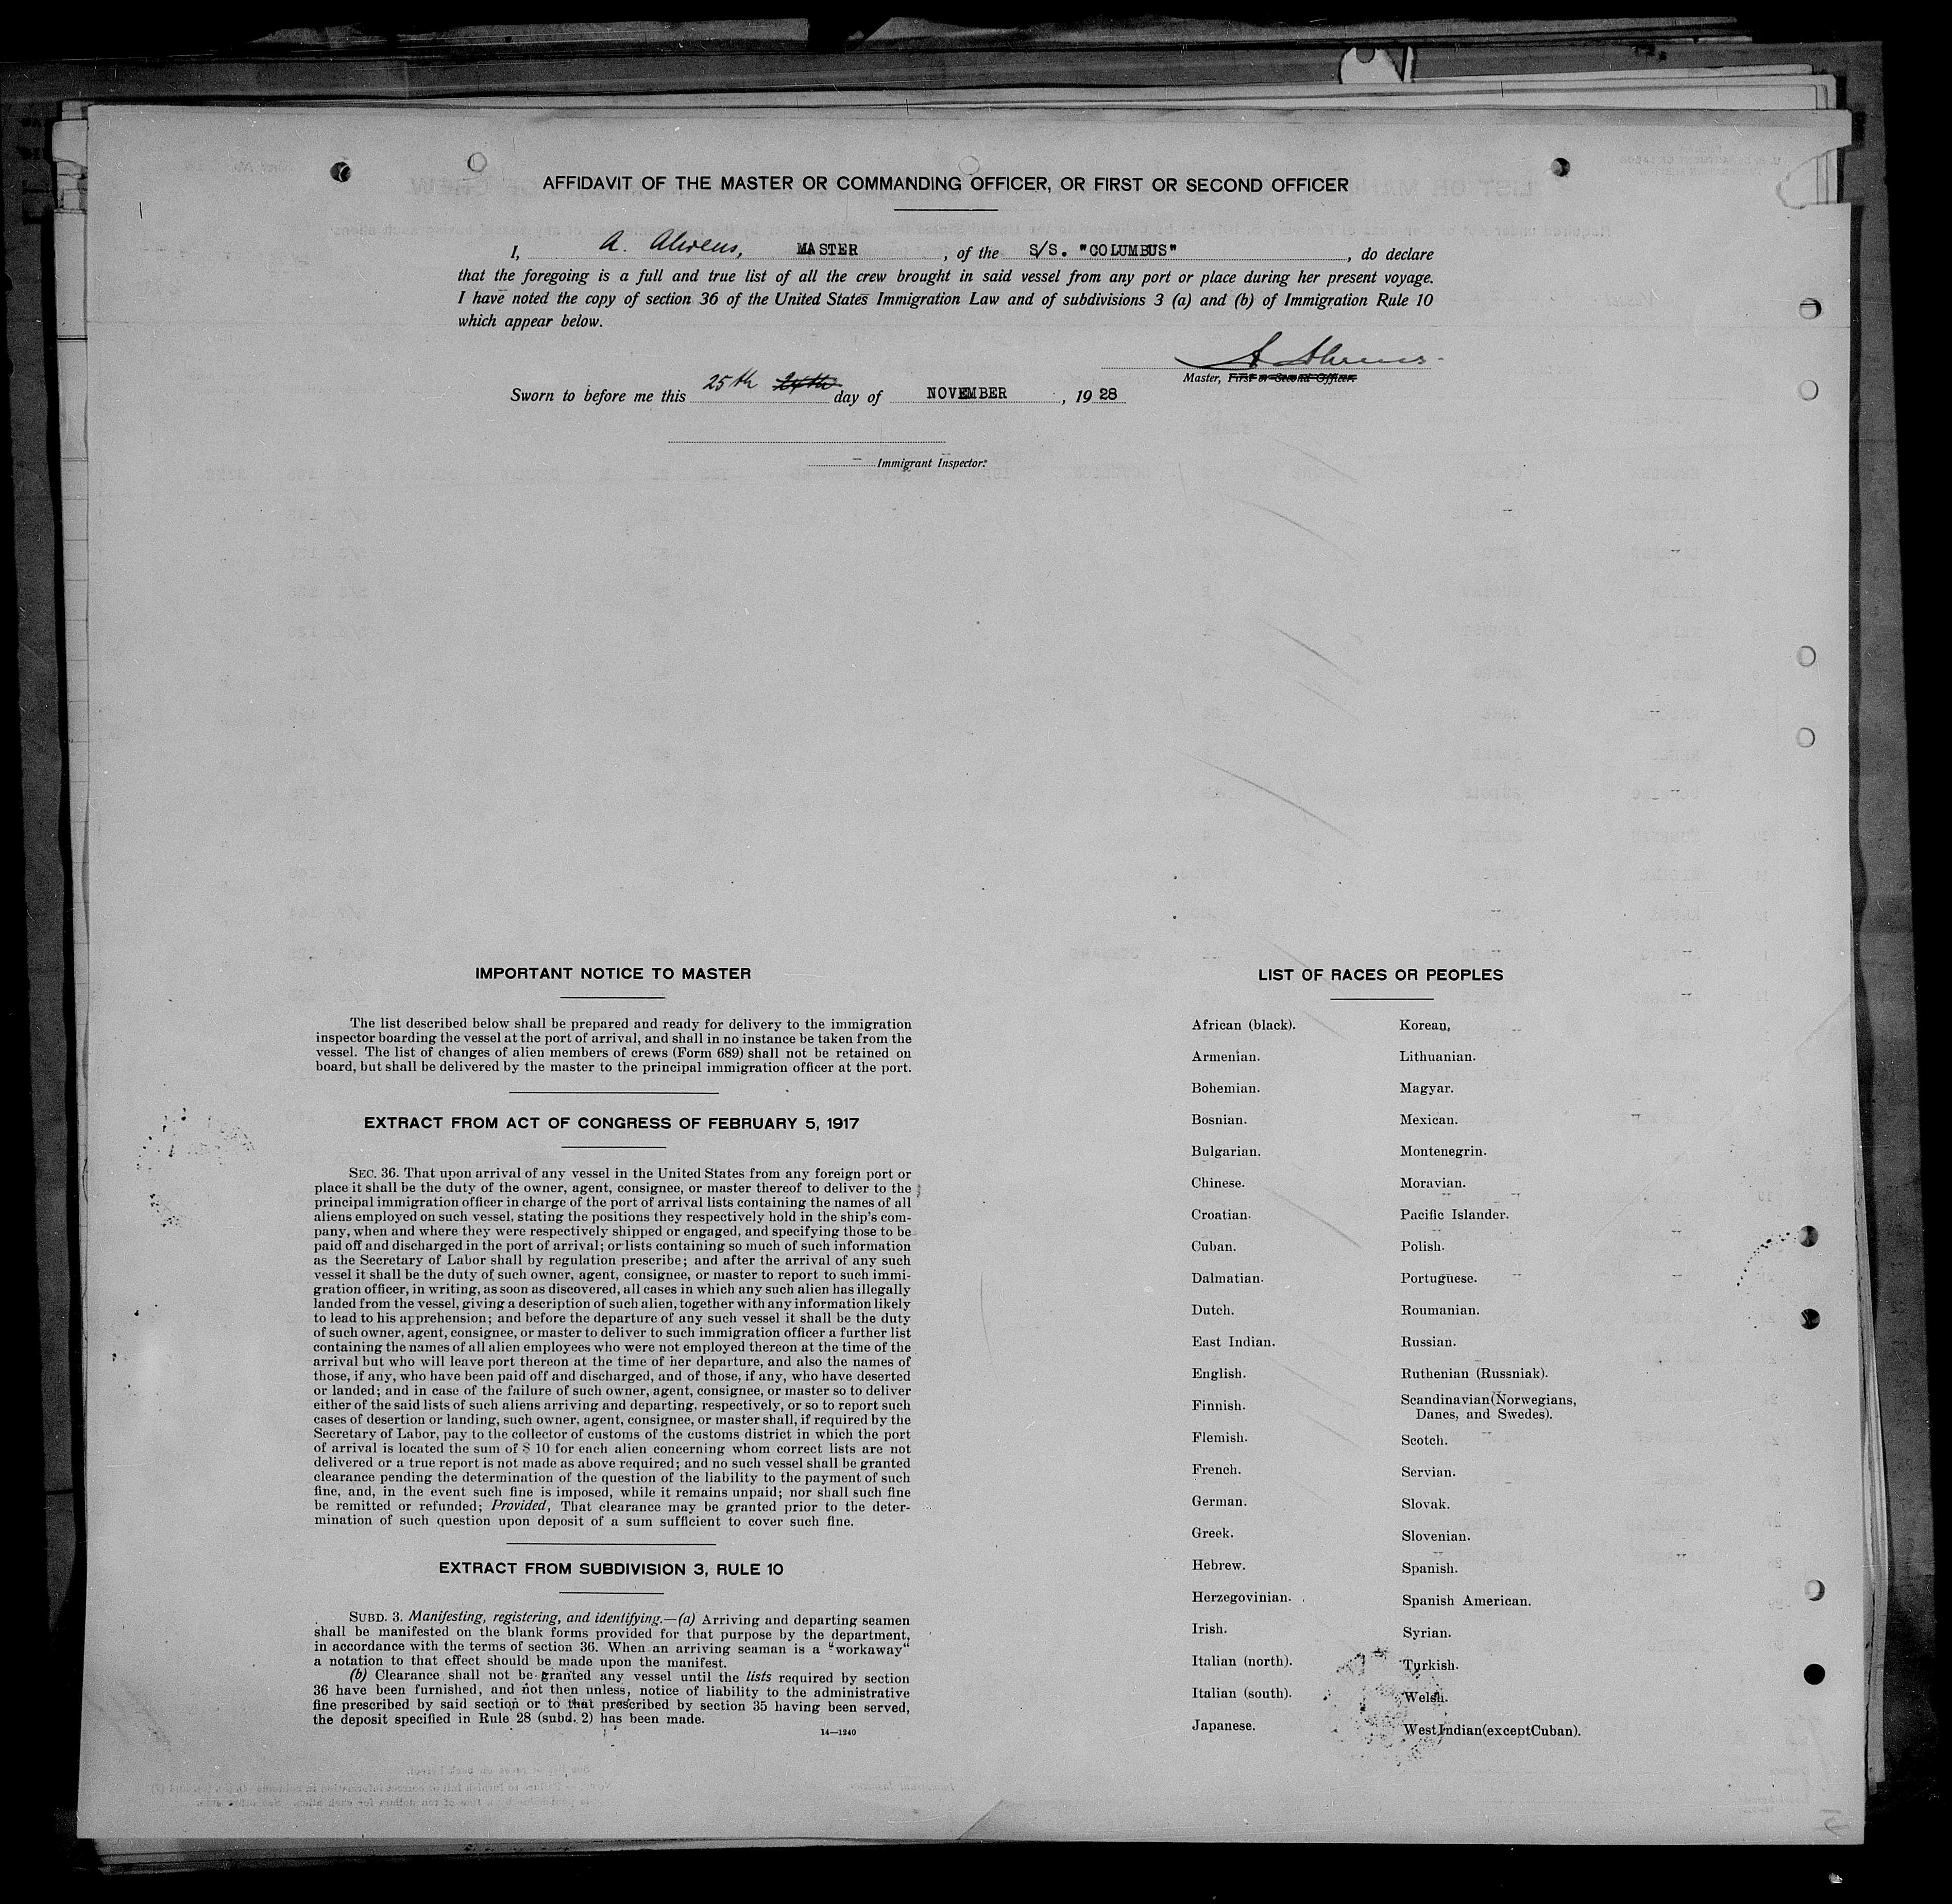 AFFIDAVIT OF THE MASTER OR COMMANDING OFFICER, OR FIRST OR SECOND OFFICER
I, A. Ahrens, MASTER, of the S/S. "COLUMBUS", do declare
that the foregoing is a full and true list of all the crew brought in said vessel from any port or place during her present voyage.
I have noted the copy of section 36 of the United States Immigration Law and of subdivisions 3 (a) and (b) of Immigration Rule 10
which appear below.
A Ahrens
Master, First or Second Officer.
Sworn to before me this 25th 24th day of NOVEMBER, 1928
Immigrant Inspector.
IMPORTANT NOTICE TO MASTER
The list described below shall be prepared and ready for delivery to the immigration
inspector boarding the vessel at the port of arrival, and shall in no instance be taken from the
vessel. The list of changes of alien members of crews (Form 689) shall not be retained on
board, but shall be delivered by the master to the principal immigration officer at the port.
EXTRACT FROM ACT OF CONGRESS OF FEBRUARY 5, 1917
SEC. 36. That upon arrival of any vessel in the United States from any foreign port or
place it shall be the duty of the owner, agent, consignee, or master thereof to deliver to the
principal immigration officer in charge of the port of arrival lists containing the names of all
aliens employed on such vessel, stating the positions they respectively hold in the ship's com-
pany, when and where they were respectively shipped or engaged, and specifying those to be
paid off and discharged in the port of arrival; or lists containing so much of such information
as the Secretary of Labor shall by regulation prescribe; and after the arrival of any such
vessel it shall be the duty of such owner, agent, consignee, or master to report to such immi-
gration officer, in writing, as soon as discovered, all cases in which any such alien has illegally
landed from the vessel, giving a description of such alien, together with any information likely
to lead to his apprehension; and before the departure of any such vessel it shall be the duty
of such owner, agent, consignee, or master to deliver to such immigration officer a further list
containing the names of all alien employees who were not employed thereon at the time of the
arrival but who will leave port thereon at the time of her departure, and also the names of
those, if any, who have been paid off and discharged, and of those, if any, who have deserted
or landed; and in case of the failure of such owner, agent, consignee, or master so to deliver
either of the said lists of such aliens arriving and departing, respectively, or so to report such
cases of desertion or landing, such owner, agent, consignee, or master shall, if required by the
Secretary of Labor, pay to the collector of customs of the customs district in which the port
of arrival is located the sum of $ 10 for each alien concerning whom correct lists are not
delivered or a true report is not made as above required; and no such vessel shall be granted
clearance pending the determination of the question of the liability to the payment of such
fine, and, in the event such fine is imposed, while it remains unpaid; nor shall such fine
be remitted or refunded; Provided, That clearance may be granted prior to the deter-
mination of such question upon deposit of a sum sufficient to cover such fine.
EXTRACT FROM SUBDIVISION 3, RULE 10
SUBD. 3. Manifesting, registering, and identifying.—(a) Arriving and departing seamen
shall be manifested on the blank forms provided for that purpose by the department,
in accordance with the terms of section 36. When an arriving seaman is a "workaway"
a notation to that effect should be made upon the manifest.
(b) Clearance shall not be granted any vessel until the lists required by section
36 have been furnished, and not then unless, notice of liability to the administrative
fine prescribed by said section or to that prescribed by section 35 having been served,
the deposit specified in Rule 28 (subd. 2) has been made.
14—1240
LIST OF RACES OR PEOPLES
African (black).
Armenian.
Bohemian.
Bosnian.
Bulgarian.
Chinese.
Croatian.
Cuban.
Dalmatian.
Dutch.
East Indian.
English.
Finnish.
Flemish.
French.
German.
Greek.
Hebrew.
Herzegovinian.
Irish.
Italian (north).
Italian (south).
Japanese.
Korean.
Lithuanian.
Magyar.
Mexican.
Montenegrin.
Moravian.
Pacific Islander.
Polish.
Portuguese.
Roumanian.
Russian.
Ruthenian (Russniak).
Scandinavian (Norwegians,
Danes, and Swedes).
Scotch.
Servian.
Slovak.
Slovenian.
Spanish.
Spanish American.
Syrian.
Turkish.
Welsh.
West Indian (except Cuban).